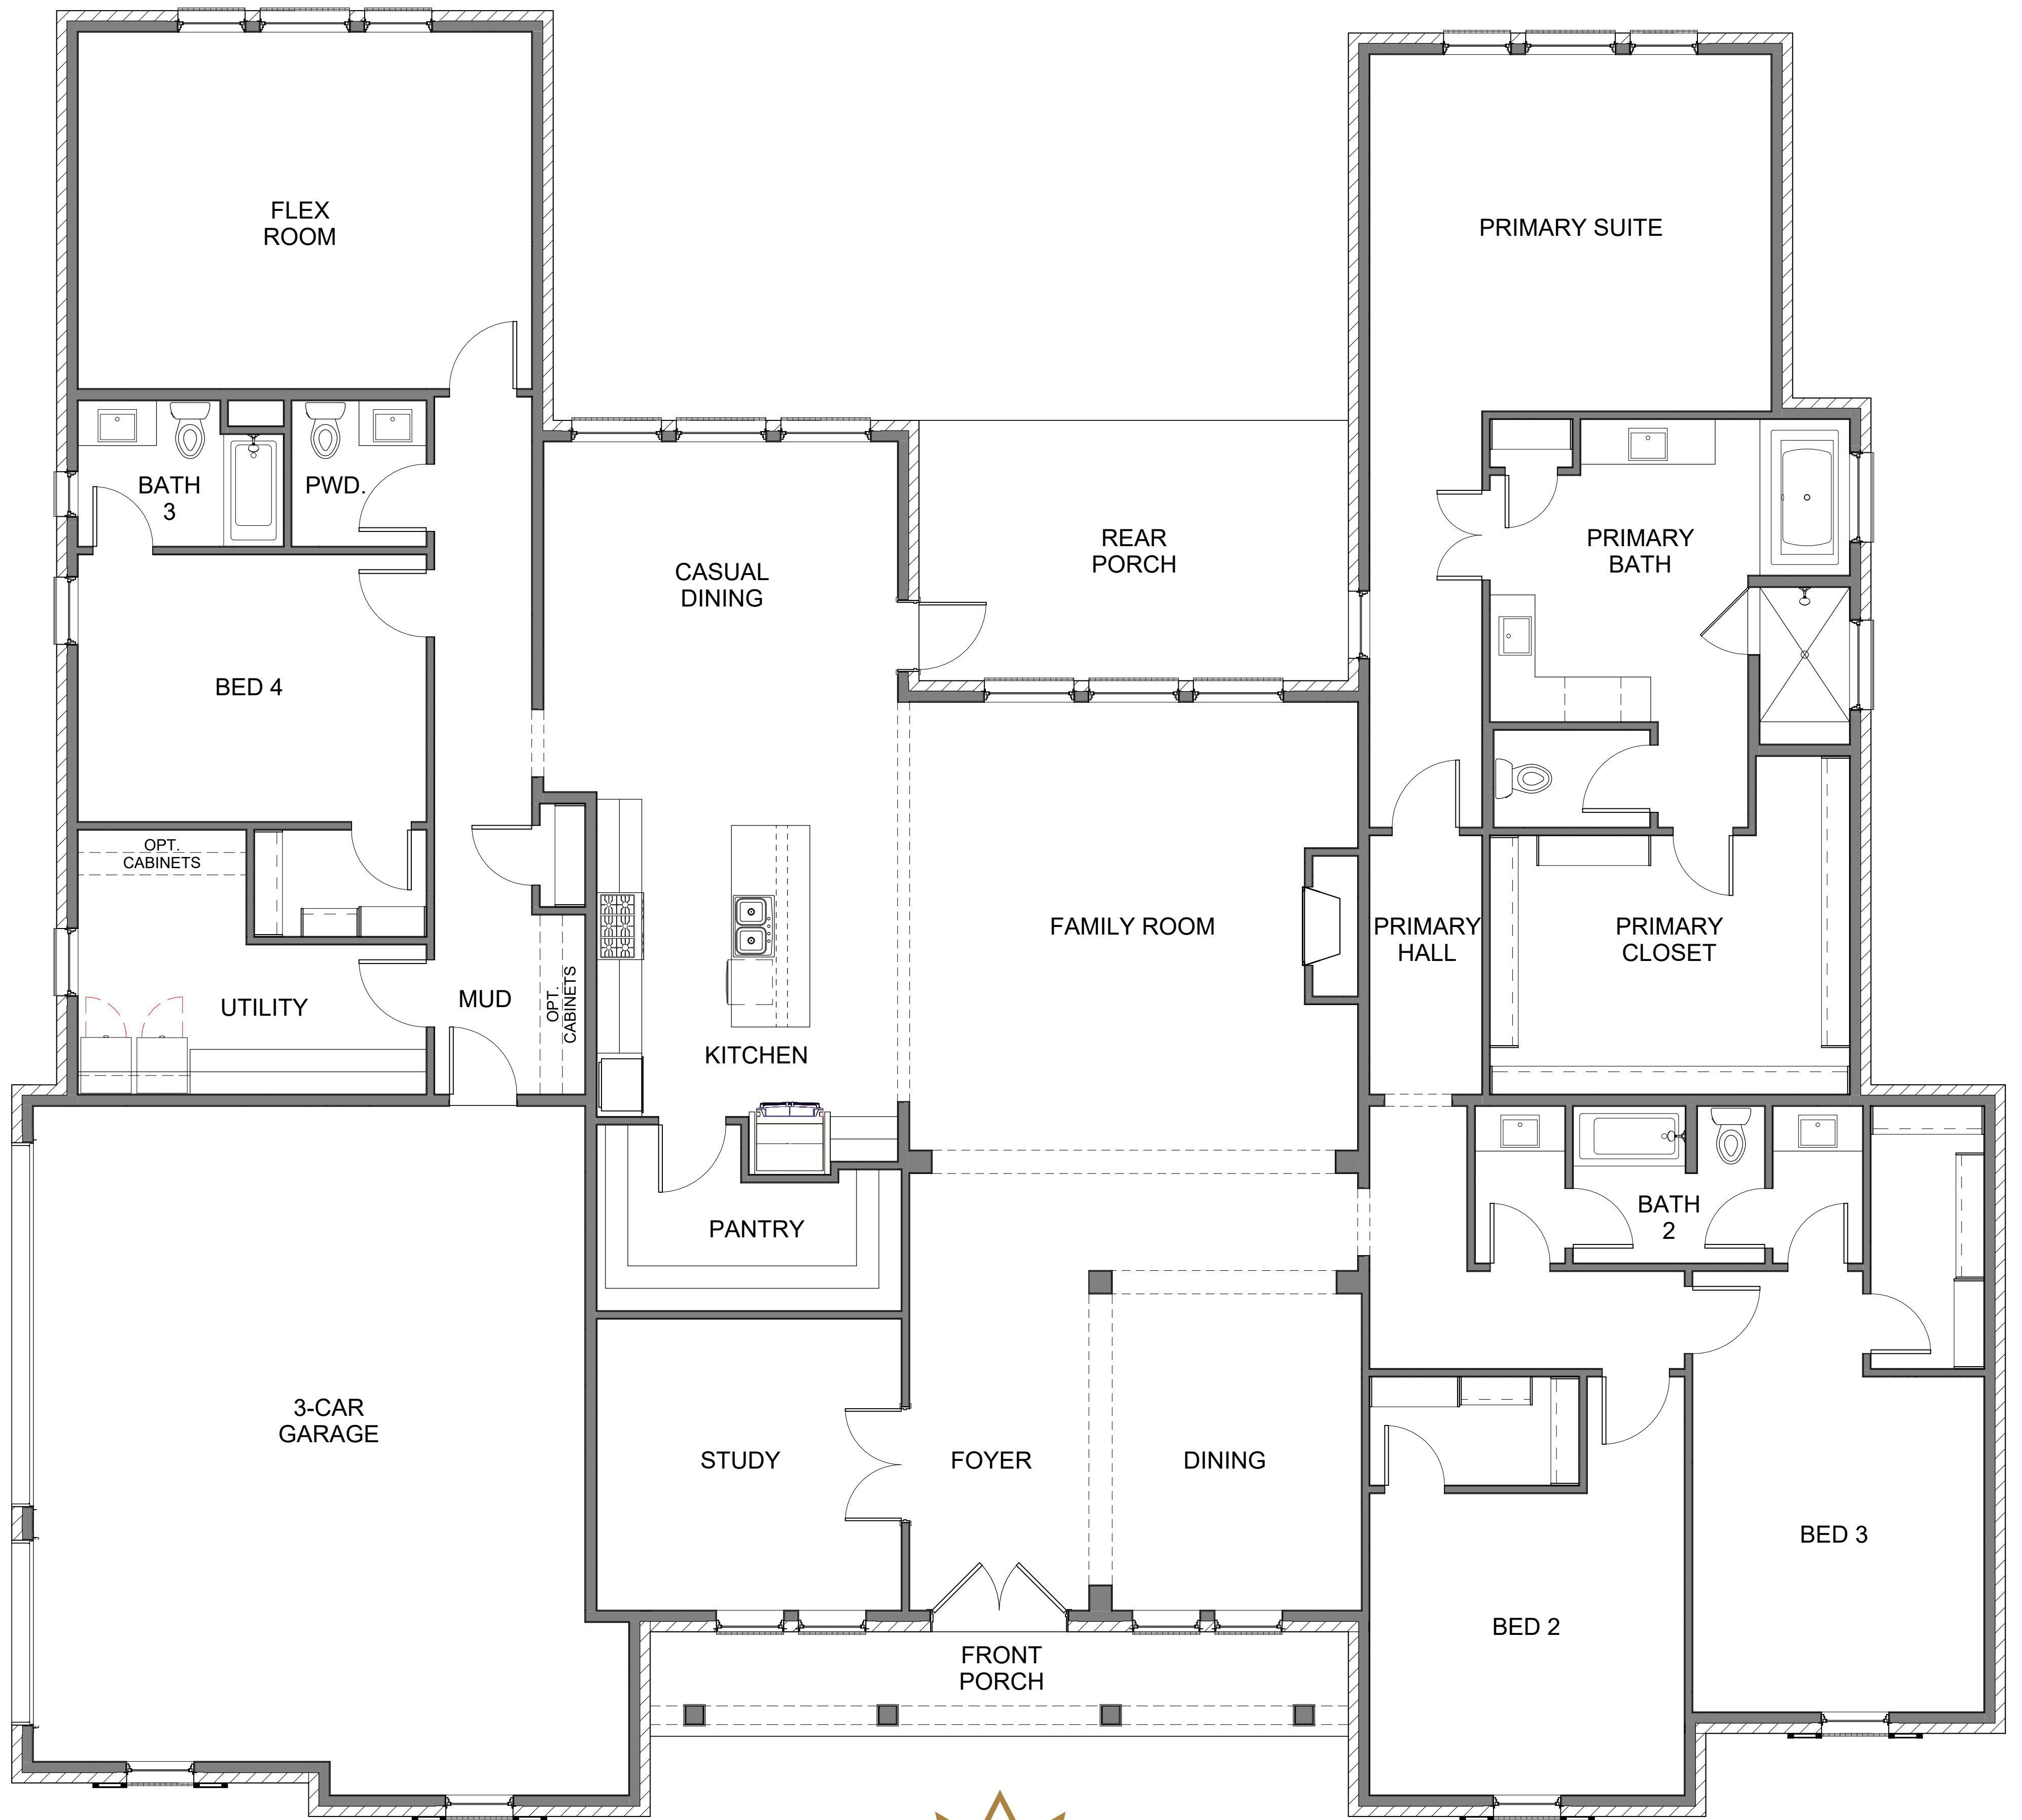 FLEX
ROOM
PRIMARY SUITE
BATH
3
PWD.
CASUAL
DINING
REAR
PORCH
PRIMARY
BATH
BED 4
OPT.
CABINETS
FAMILY ROOM
PRIMARY
HALL
PRIMARY
CLOSET
UTILITY
MUD
OPT.
CABINETS
KITCHEN
PANTRY
BATH
2
3-CAR
GARAGE
STUDY
FOYER
DINING
BED 3
BED 2
FRONT
PORCH